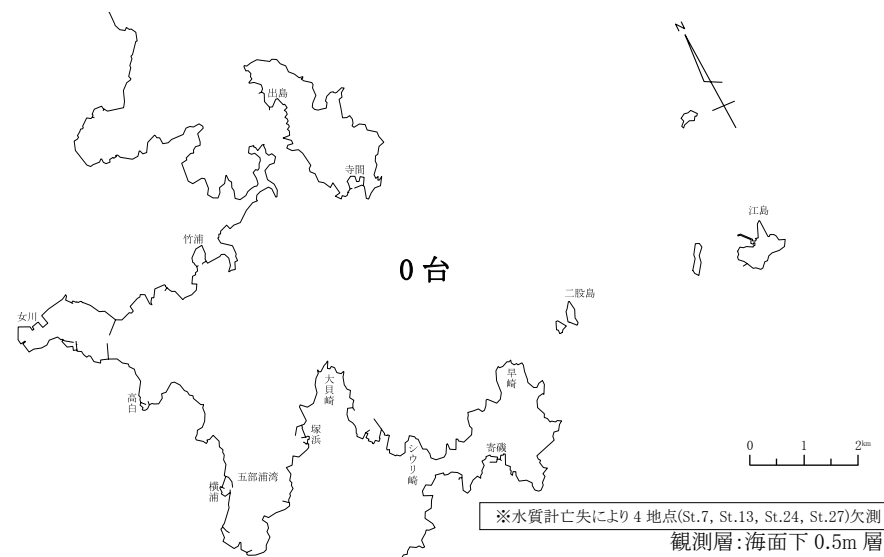 N
出島
寺間
江島
竹浦
0 台
二股島
女川
大貝崎
早崎
高白
塚浜
シウリ崎
寄磯
0 1 2km
五部浦湾
横浦
※水質計亡失により 4 地点(St.7, St.13, St.24, St.27)欠測
観測層:海面下 0.5m 層